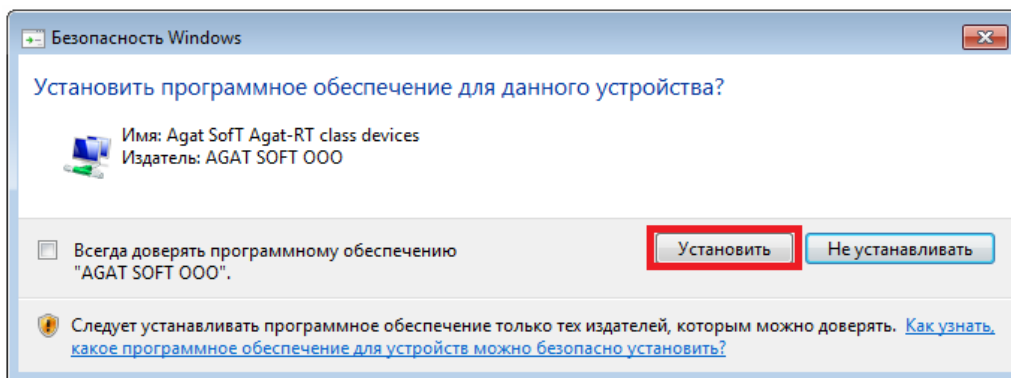 Безопасность Windows
Установить программное обеспечение для данного устройства?
Имя: Agat SofT Agat-RT class devices
Издатель: AGAT SOFT OOO
Всегда доверять программному обеспечению
"AGAT SOFT OOO".
Установить
Не устанавливать
Следует устанавливать программное обеспечение только тех издателей, которым можно доверять. Как узнать,
какое программное обеспечение для устройств можно безопасно установить?